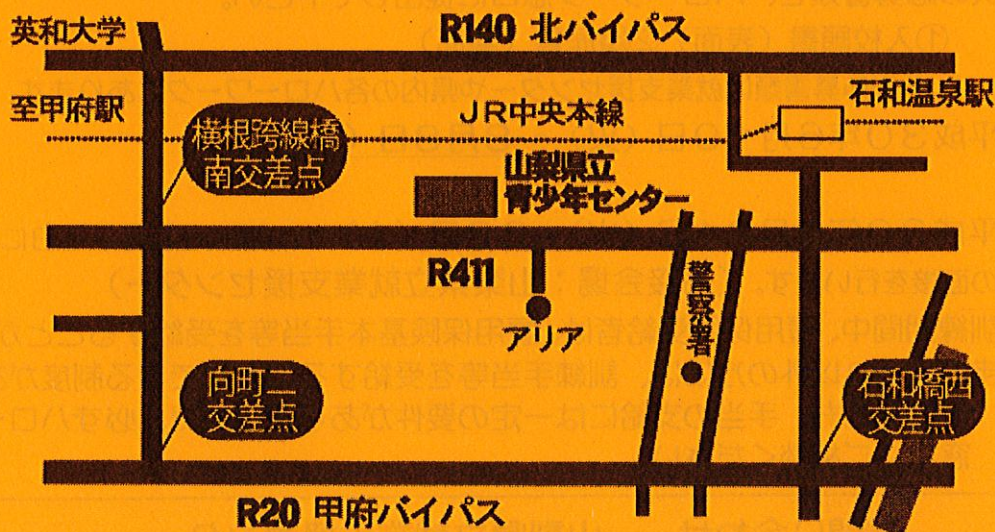 英和大学
R140 北バイパス
至甲府駅
JR中央本線
石和温泉駅
横根跨線橋
南交差点
山梨県立
青少年センター
R411
アリア
警察署
向町二
交差点
石和橋西
交差点
R20 甲府バイパス